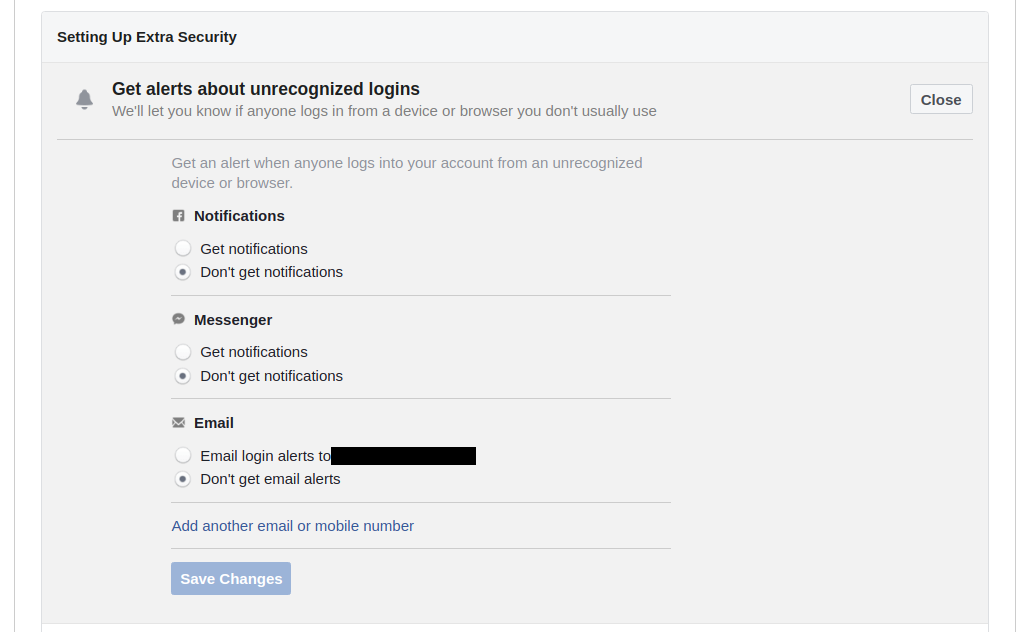 Setting Up Extra Security
Get alerts about unrecognized logins
We'll let you know if anyone logs in from a device or browser you don't usually use
Close
Get an alert when anyone logs into your account from an unrecognized
device or browser.
Notifications
Get notifications
Don't get notifications
Messenger
Get notifications
Don't get notifications
Email
Email login alerts to
Don't get email alerts
Add another email or mobile number
Save Changes